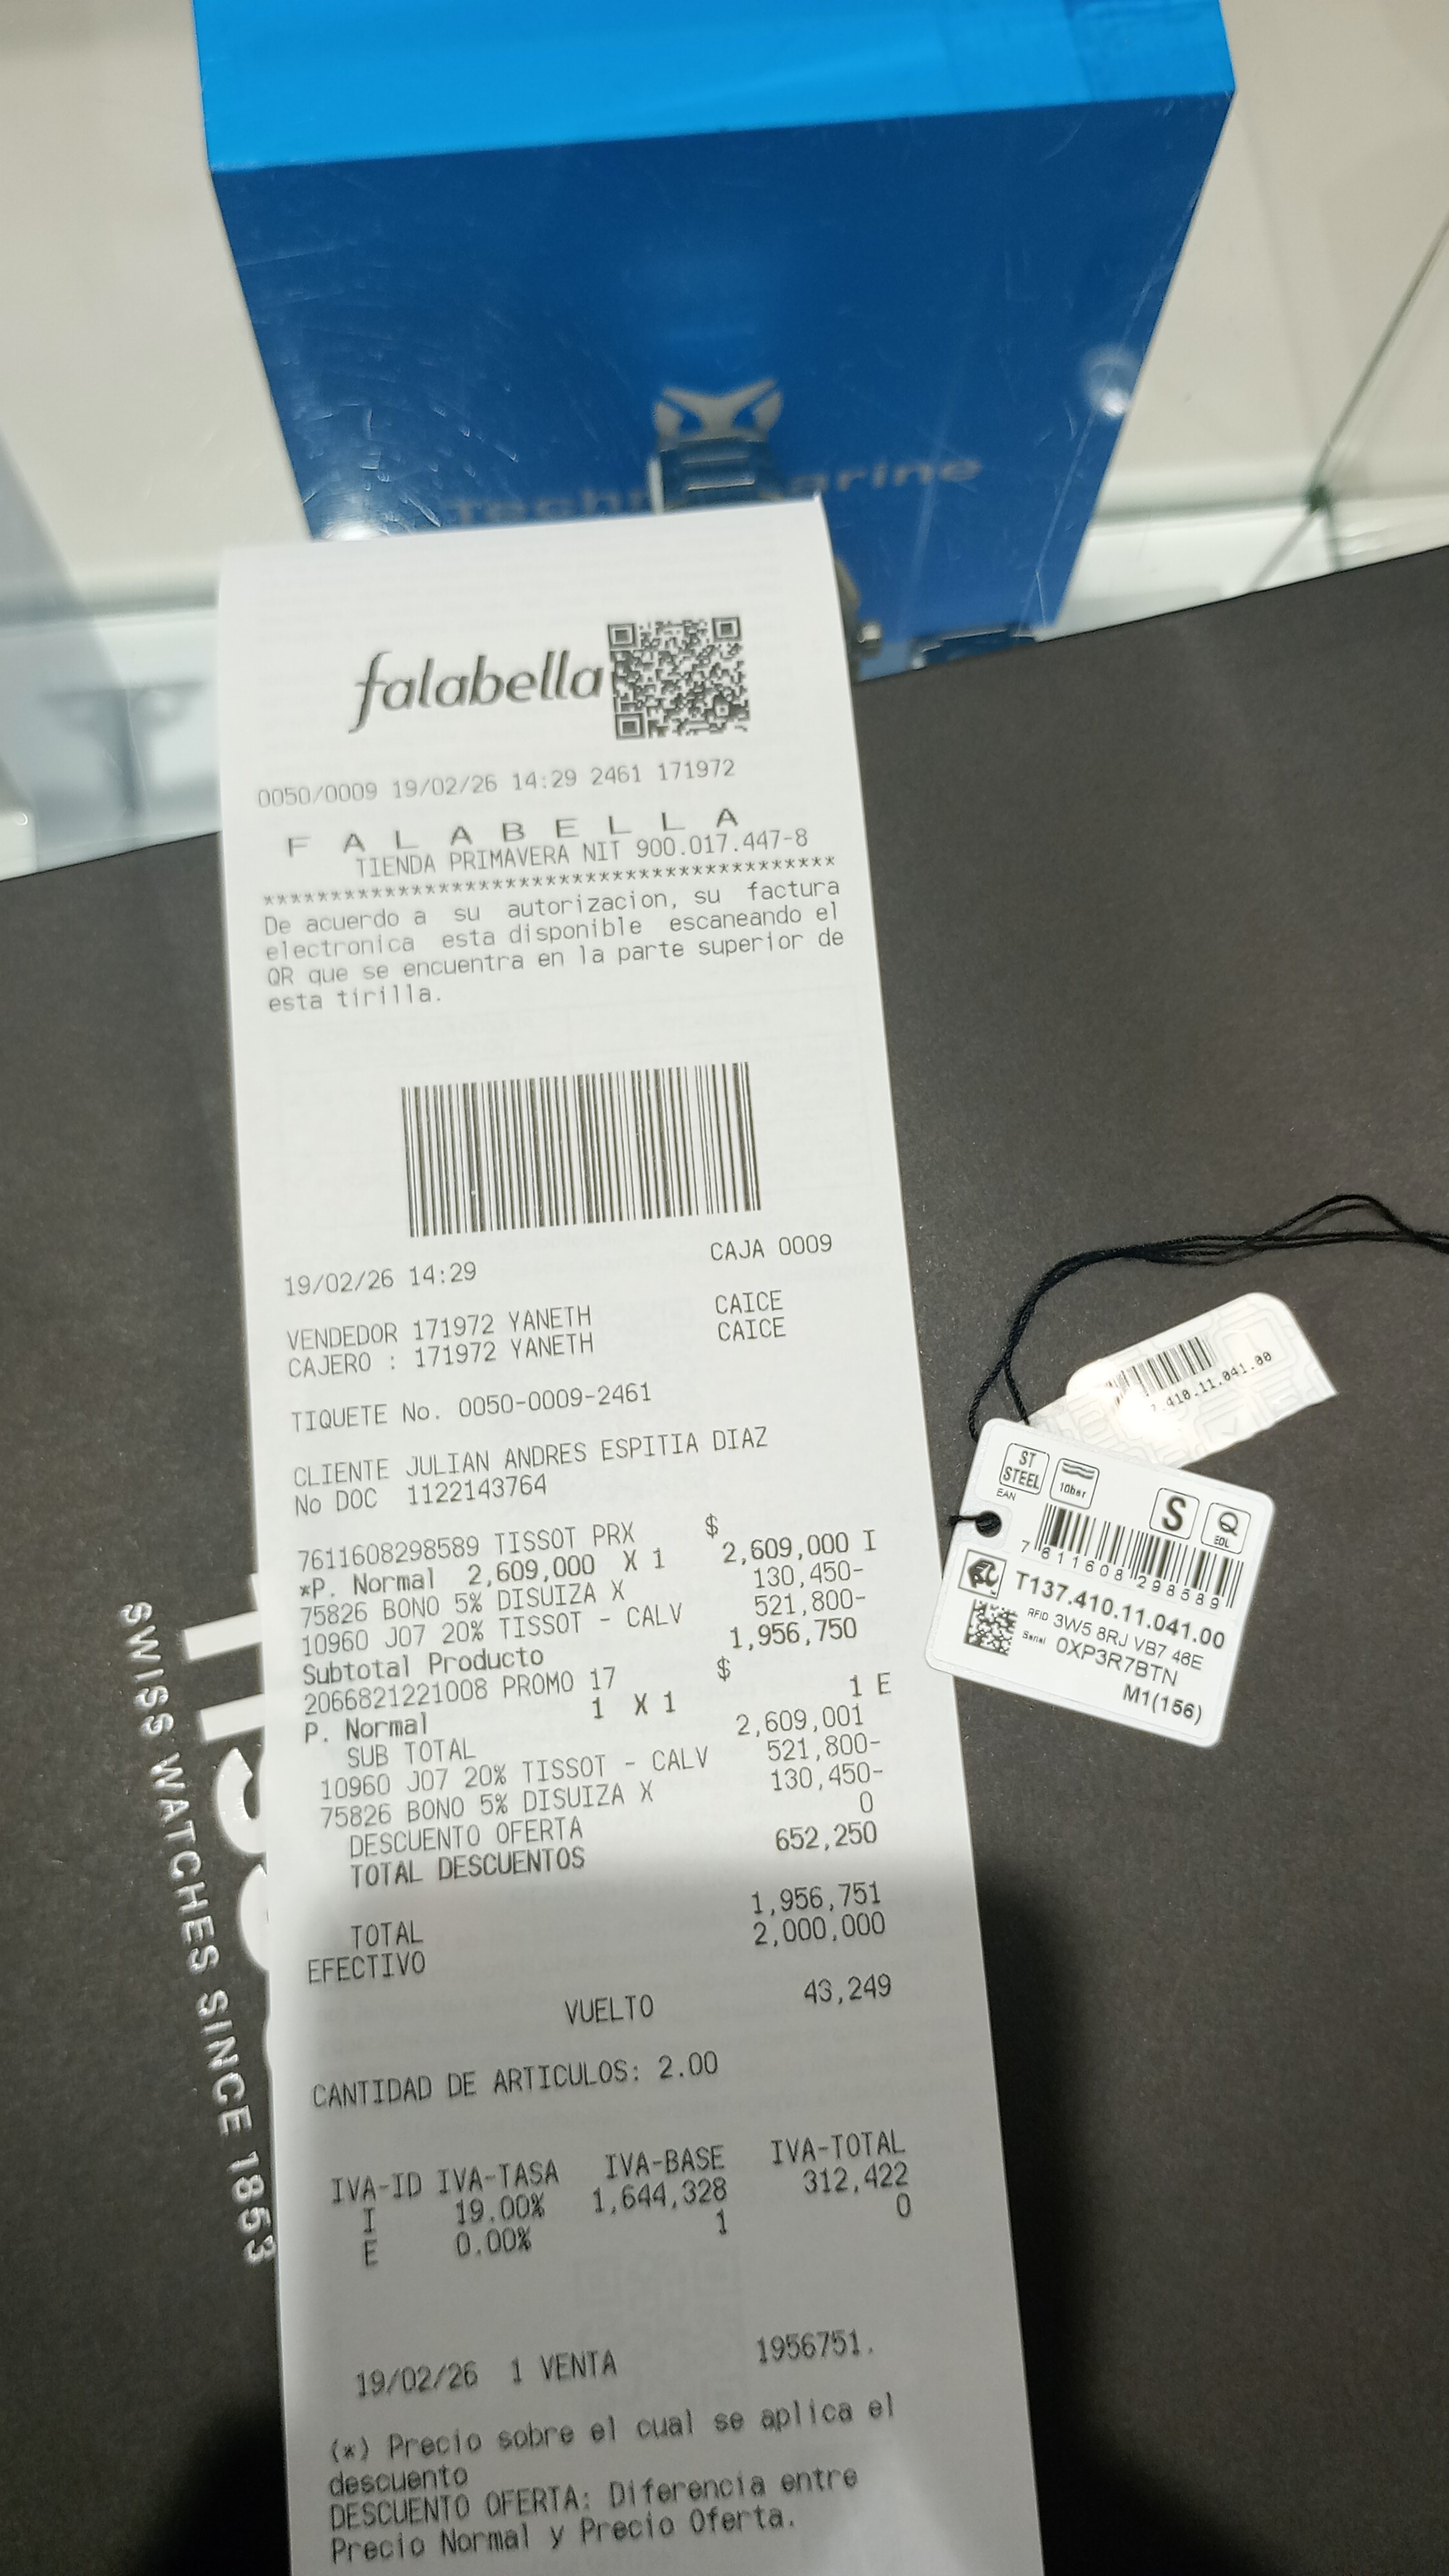 falabella
0050/0009 19/02/26 14:29 2461 171972
F A L A B E L L A
TIENDA PRIMAVERA NIT 900.017.447-8
******************************************
De acuerdo a su autorizacion, su factura
electronica esta disponible escaneando el
QR que se encuentra en la parte superior de
esta tirilla.
CAJA 0009
19/02/26 14:29
VENDEDOR 171972 YANETH CAICE
CAJERO : 171972 YANETH CAICE
TIQUETE No. 0050-0009-2461
CLIENTE JULIAN ANDRES ESPITIA DIAZ
No DOC 1122143764
7611608298589 TISSOT PRX $
*P. Normal 2,609,000 X 1 2,609,000 I
75826 BONO 5% DISUIZA X 130,450-
10960 J07 20% TISSOT - CALV 521,800-
Subtotal Producto 1,956,750
2066821221008 PROMO 17 $
P. Normal 1 X 1 1 E
SUB TOTAL 2,609,001
10960 J07 20% TISSOT - CALV 521,800-
75826 BONO 5% DISUIZA X 130,450-
DESCUENTO OFERTA 0
TOTAL DESCUENTOS 652,250
TOTAL 1,956,751
EFECTIVO 2,000,000
VUELTO 43,249
CANTIDAD DE ARTICULOS: 2.00
IVA-ID IVA-TASA IVA-BASE IVA-TOTAL
I 19.00% 1,644,328 312,422
E 0.00% 1 0
19/02/26 1 VENTA 1956751.
(*) Precio sobre el cual se aplica el
descuento
DESCUENTO OFERTA: Diferencia entre
Precio Normal y Precio Oferta.
SWISS WATCHES SINCE 1853
.410.11.041.00
ST
STEEL
EAN
10bar
S
Q
EOL
7 611608 298589
T137.410.11.041.00
RFID 3W5 8RJ VB7 46E
Serial 0XP3R7BTN
M1(156)